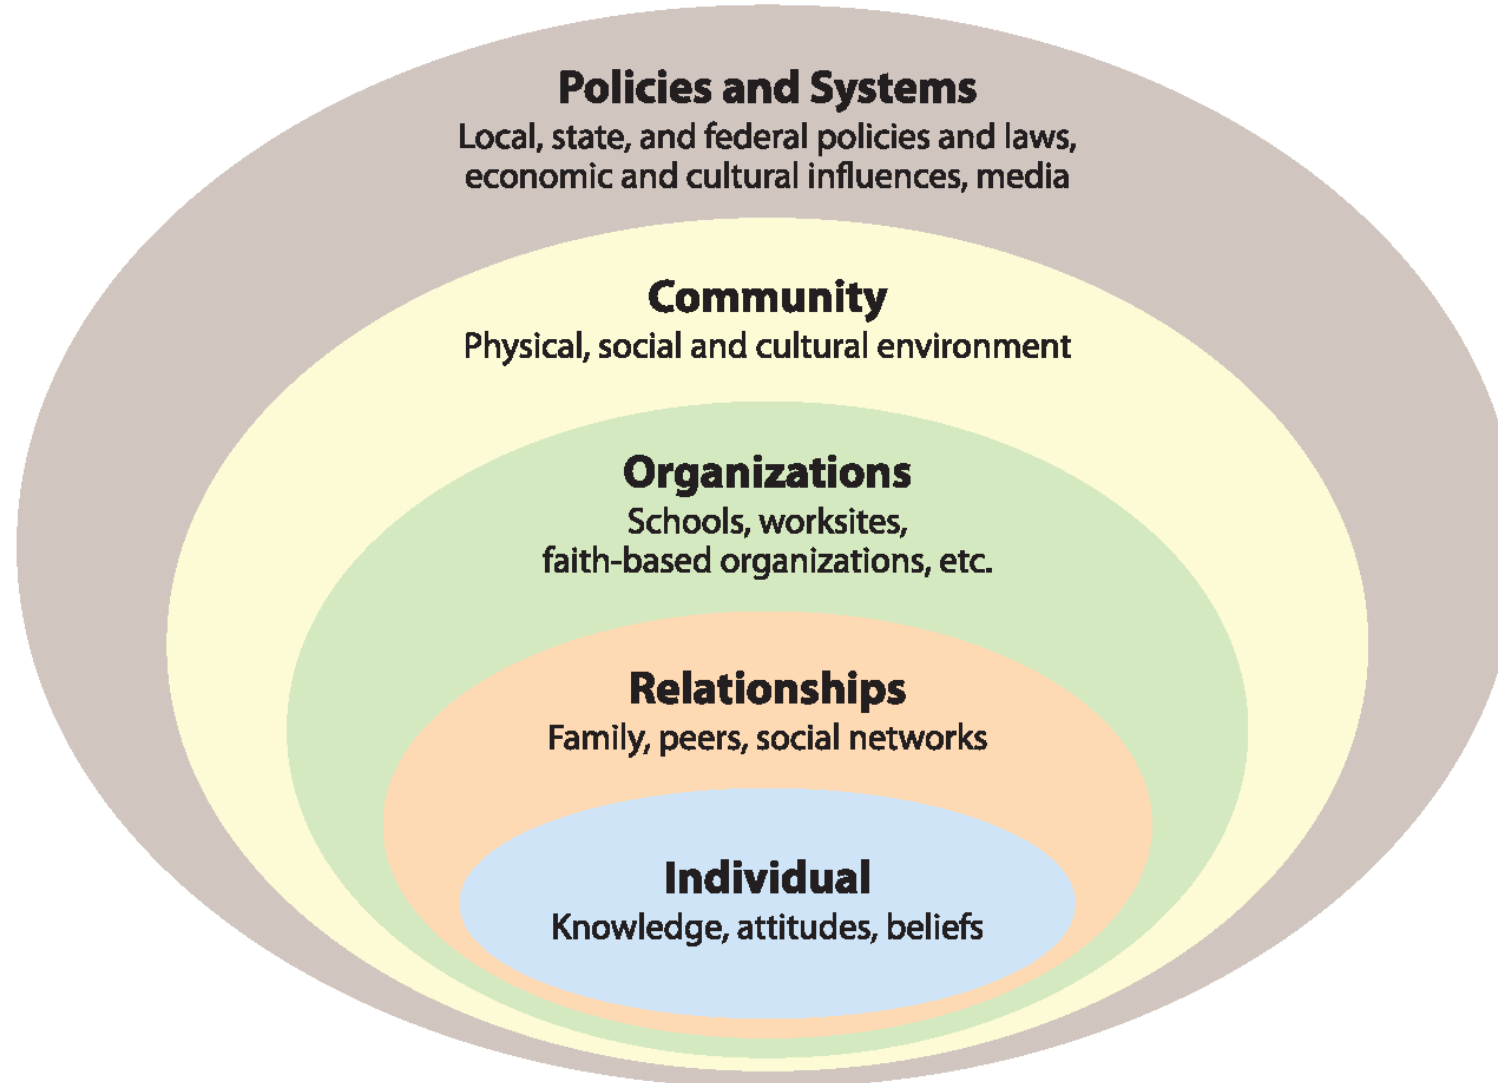 Policies and Systems
Local, state, and federal policies and laws,
economic and cultural influences, media
Community
Physical, social and cultural environment
Organizations
Schools, worksites,
faith-based organizations, etc.
Relationships
Family, peers, social networks
Individual
Knowledge, attitudes, beliefs